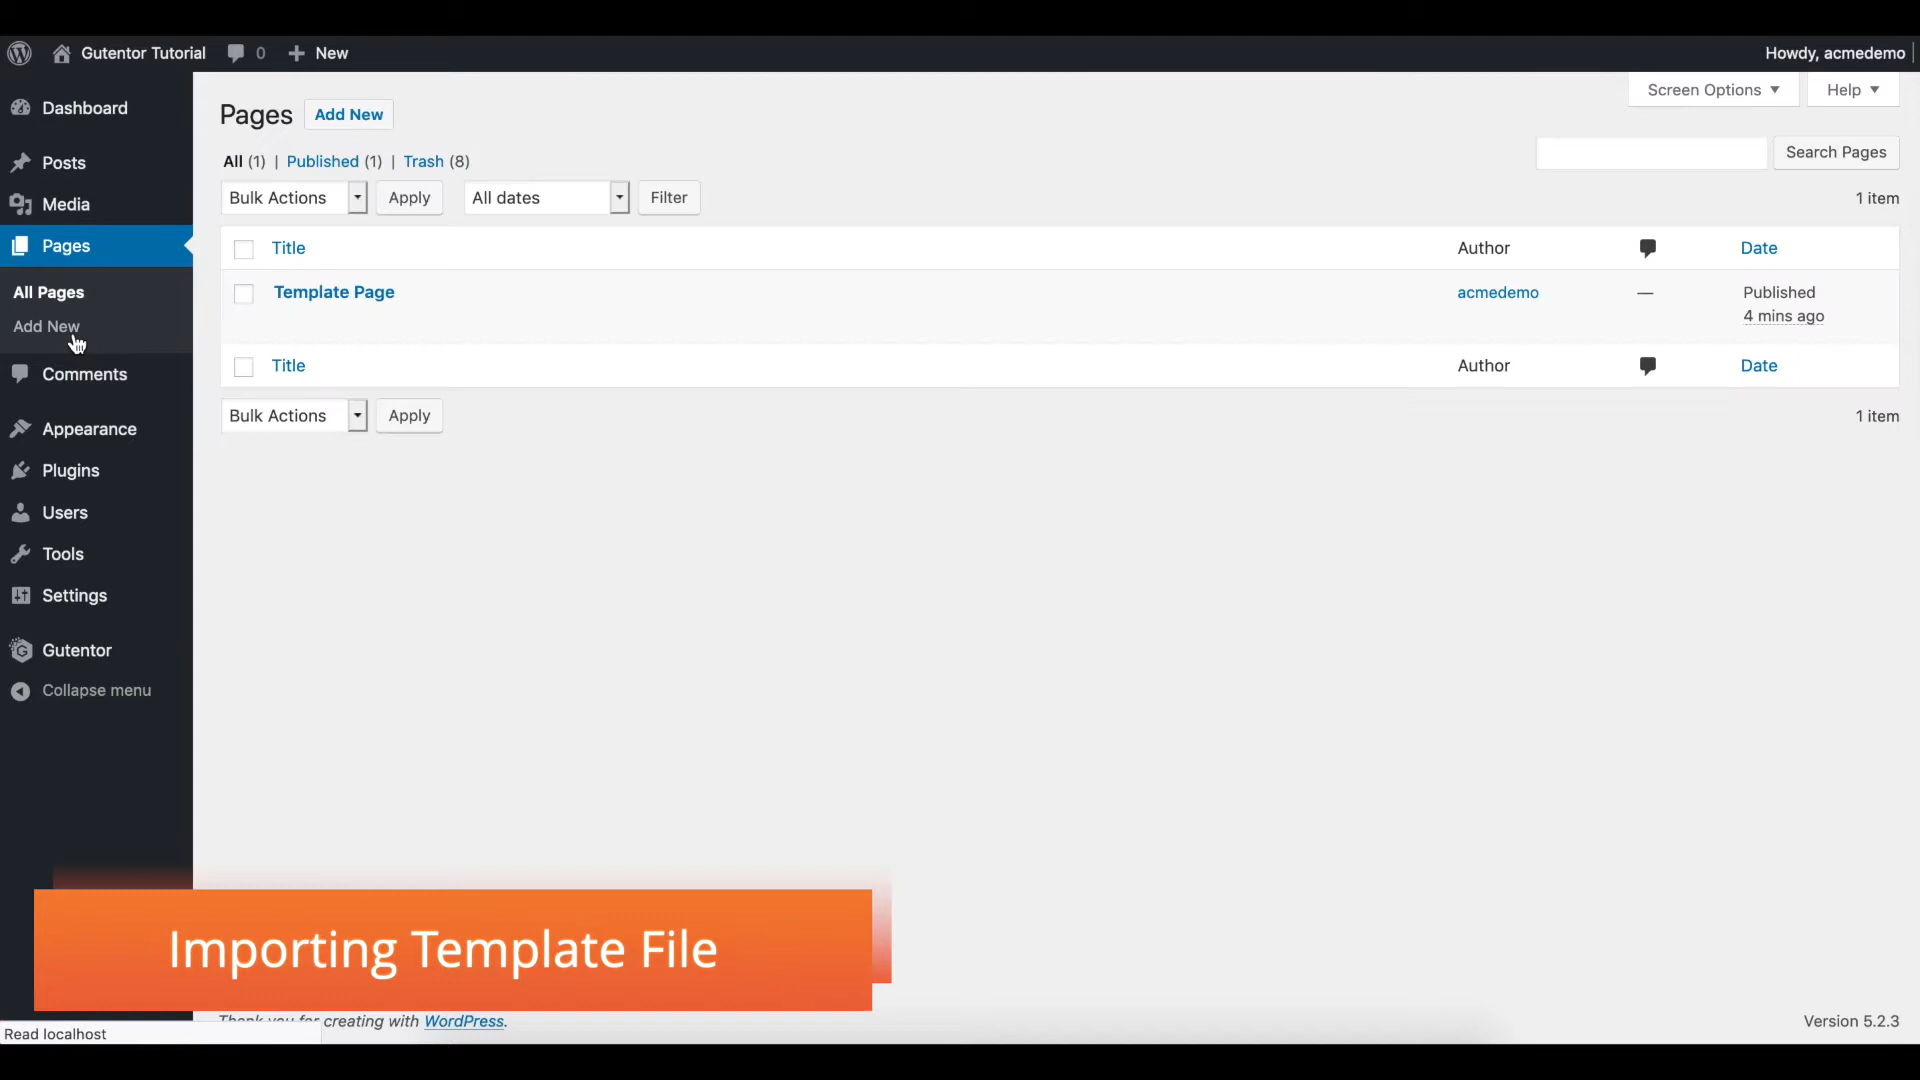 Gutentor Tutorial 0 New Howdy, acmedemo
Dashboard
Posts
Media
Pages
All Pages
Add New
Comments
Appearance
Plugins
Users
Tools
Settings
Gutentor
Collapse menu
Screen Options Help
Pages Add New
All (1) | Published (1) | Trash (8)
Search Pages
Bulk Actions Apply All dates Filter 1 item
Title Author Date
Template Page acmedemo — Published
4 mins ago
Title Author Date
Bulk Actions Apply 1 item
Importing Template File
Thank you for creating with WordPress. Version 5.2.3
Read localhost